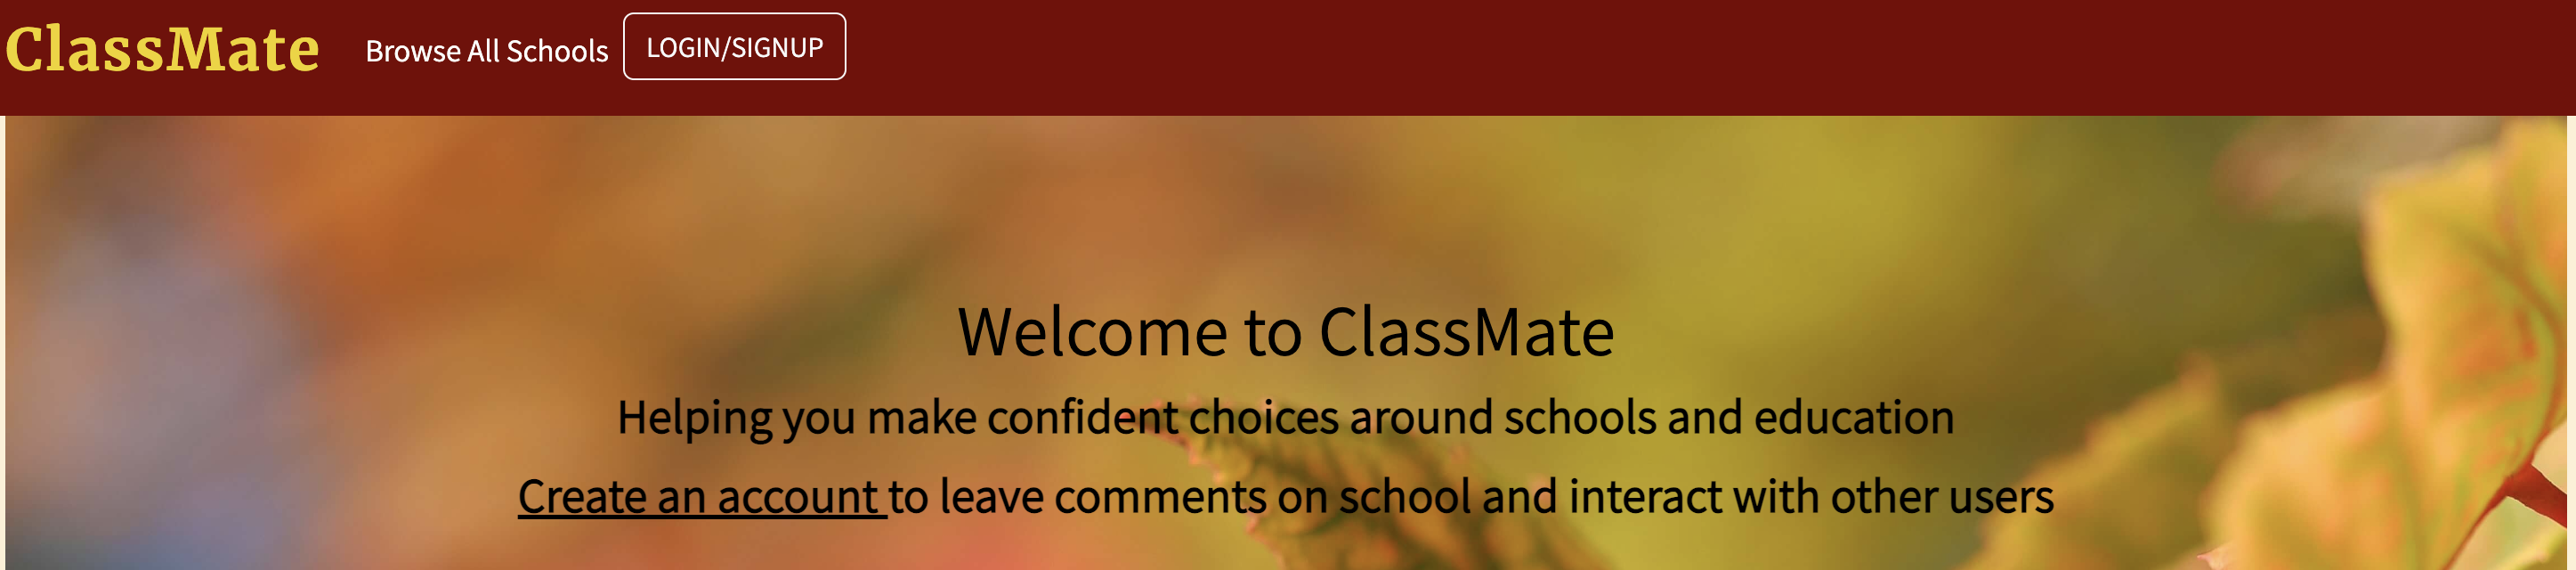 ClassMate Browse All Schools LOGIN/SIGNUP
Welcome to ClassMate
Helping you make confident choices around schools and education
Create an account to leave comments on school and interact with other users